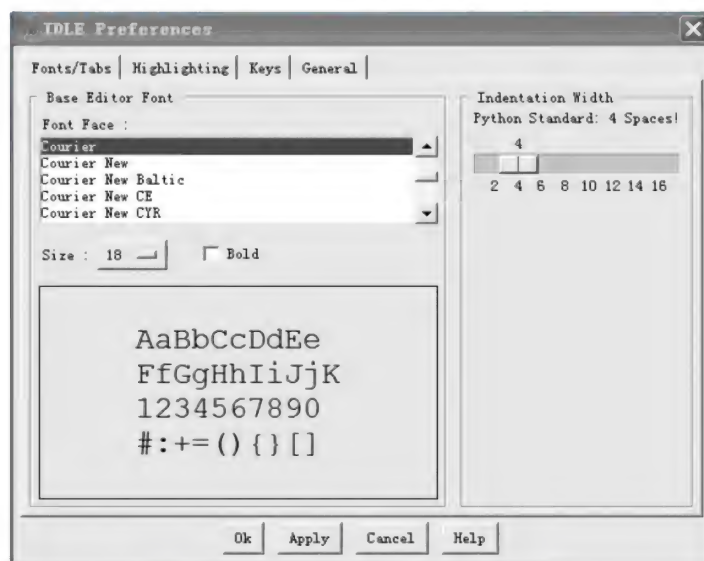 IDLE Preferences
Fonts/Tabs Highlighting Keys General
Base Editor Font
Font Face :
Courier
Courier New
Courier New Baltic
Courier New CE
Courier New CYR
Size : 18 Bold
AaBbCcDdEe
FfGgHhIiJjK
1234567890
#:+=(){}[]
Indentation Width
Python Standard: 4 Spaces!
4
2 4 6 8 10 12 14 16
Ok Apply Cancel Help